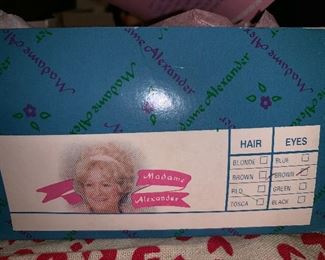 Madame Alexander
Madame Alexander
Madame
Alexander
HAIR EYES
BLONDE BLUE
BROWN BROWN
RED GREEN
TOSCA BLACK